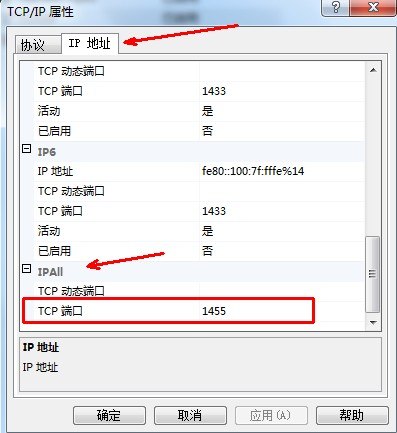 TCP/IP 属性
协议
IP 地址
TCP 动态端口
TCP 端口 1433
活动 是
已启用 否
IP6
IP 地址 fe80::100:7f:fffe%14
TCP 动态端口
TCP 端口 1433
活动 是
已启用 否
IPAll
TCP 动态端口
TCP 端口 1455
IP 地址
IP 地址
确定 取消 应用(A) 帮助